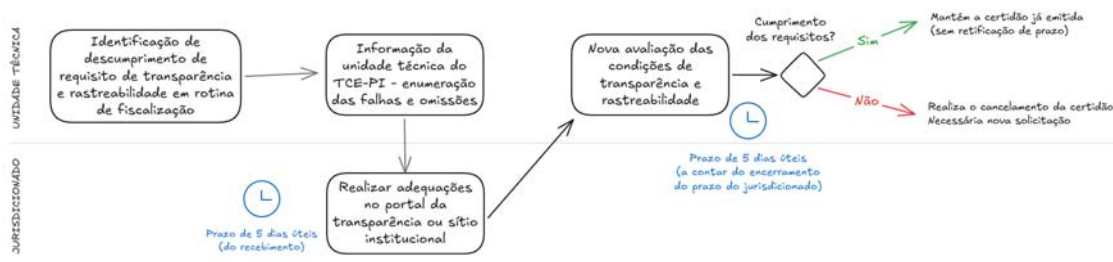 UNIDADE TÉCNICA
Identificação de
descumprimento de
requisito de transparência
e rastreabilidade em rotina
de fiscalização
Informação da
unidade técnica do
TCE-PI - enumeração
das falhas e omissões
Nova avaliação das
condições de
transparência e
rastreabilidade
Cumprimento
dos requisitos?
Sim
Mantém a certidão já emitida
(sem retificação de prazo)
Não
Realiza o cancelamento da certidão
Necessária nova solicitação
Prazo de 5 dias úteis
(a contar do encerramento
do prazo do jurisdicionado)
JURISDICIONADO
Prazo de 5 dias úteis
(do recebimento)
Realizar adequações
no portal da
transparência ou sítio
institucional